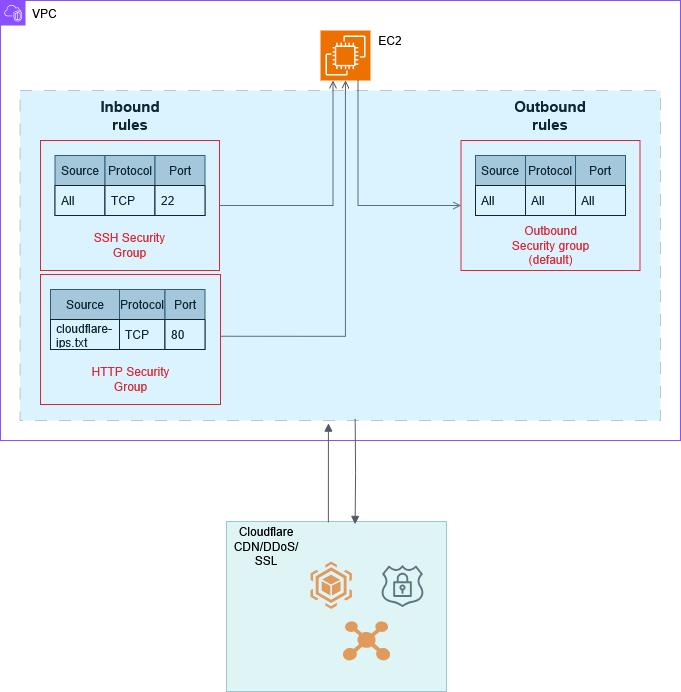 VPC
EC2
Inbound
rules
Source Protocol Port
All TCP 22
SSH Security
Group
Source Protocol Port
cloudflare-
ips.txt TCP 80
HTTP Security
Group
Outbound
rules
Source Protocol Port
All All All
Outbound
Security group
(default)
Cloudflare
CDN/DDoS/
SSL